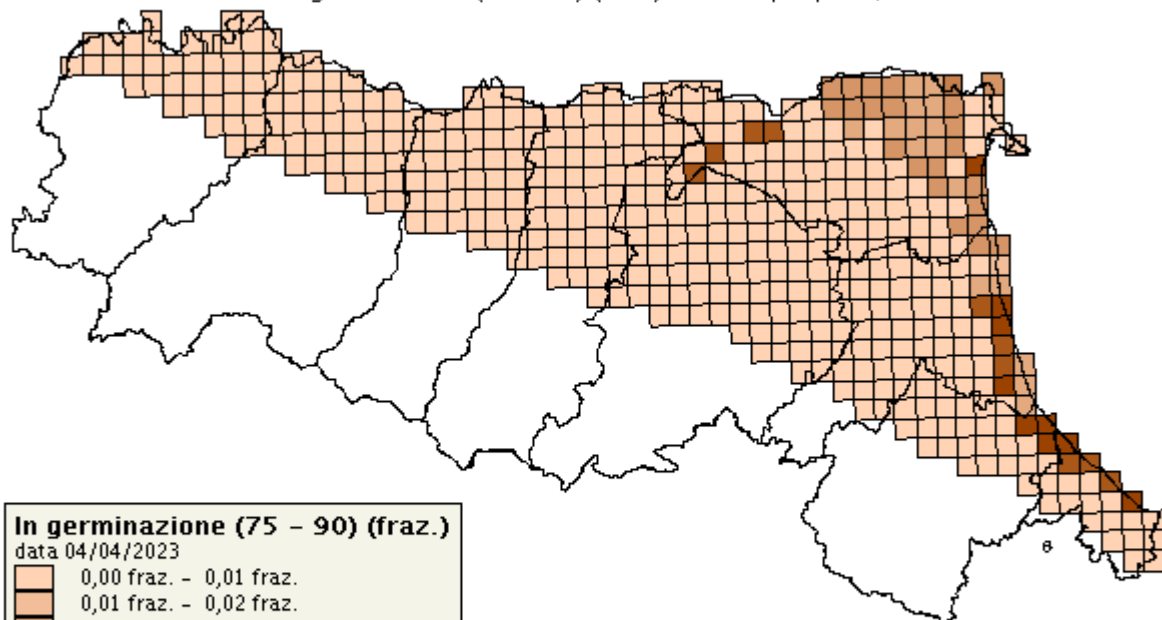 In germinazione (75 - 90) (fraz.)
data 04/04/2023
0,00 fraz. - 0,01 fraz.
0,01 fraz. - 0,02 fraz.